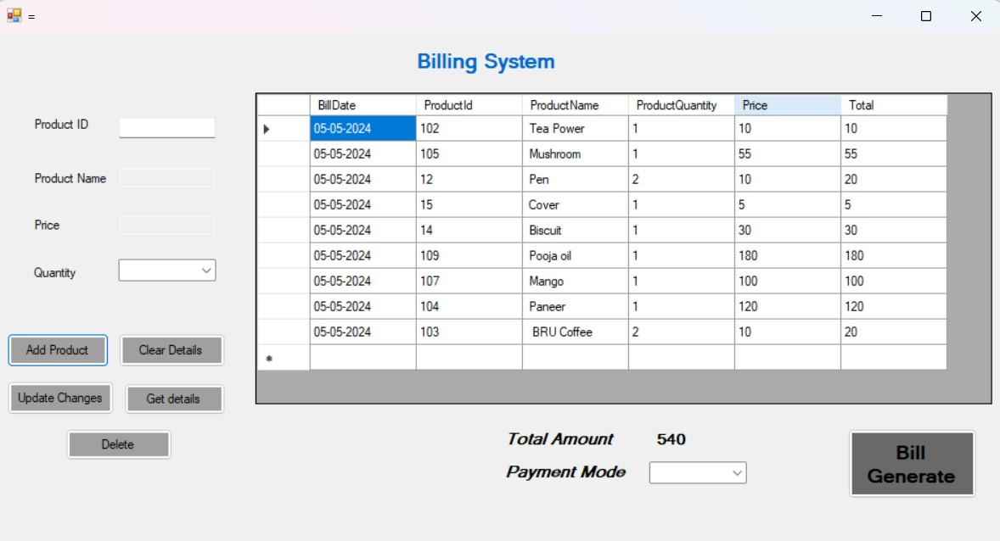 =
Billing System
Product ID
Product Name
Price
Quantity
Add Product Clear Details
Update Changes Get details
Delete
BillDate ProductId ProductName ProductQuantity Price Total
05-05-2024 102 Tea Power 1 10 10
05-05-2024 105 Mushroom 1 55 55
05-05-2024 12 Pen 2 10 20
05-05-2024 15 Cover 1 5 5
05-05-2024 14 Biscuit 1 30 30
05-05-2024 109 Pooja oil 1 180 180
05-05-2024 107 Mango 1 100 100
05-05-2024 104 Paneer 1 120 120
05-05-2024 103 BRU Coffee 2 10 20
*
Total Amount 540
Payment Mode
Bill
Generate